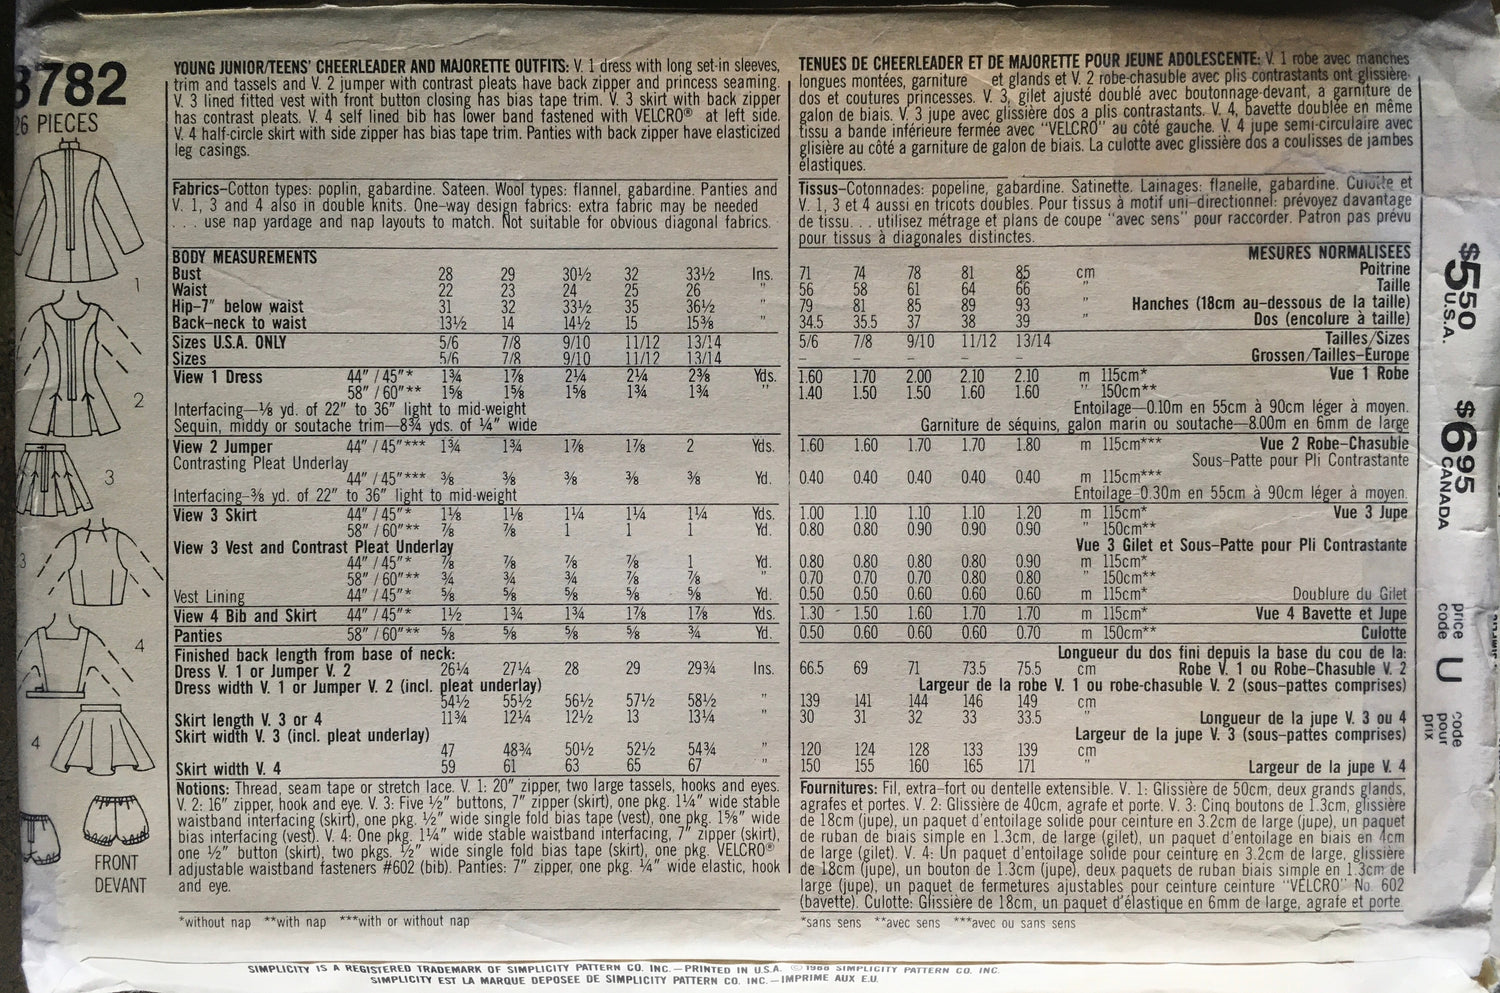 8782
26 PIECES
1
2
3
3
4
4
FRONT
DEVANT
YOUNG JUNIOR/TEENS' CHEERLEADER AND MAJORETTE OUTFITS: V. 1 dress with long set-in sleeves,
trim and tassels and V. 2 jumper with contrast pleats have back zipper and princess seaming.
V. 3 lined fitted vest with front button closing has bias tape trim. V. 3 skirt with back zipper
has contrast pleats. V. 4 self lined bib has lower band fastened with VELCRO® at left side.
V. 4 half-circle skirt with side zipper has bias tape trim. Panties with back zipper have elasticized
leg casings.
Fabrics–Cotton types: poplin, gabardine. Sateen. Wool types: flannel, gabardine. Panties and
V. 1, 3 and 4 also in double knits. One-way design fabrics: extra fabric may be needed
. . . use nap yardage and nap layouts to match. Not suitable for obvious diagonal fabrics.
BODY MEASUREMENTS
Bust 28 29 30½ 32 33½ Ins.
Waist 22 23 24 25 26 "
Hip–7" below waist 31 32 33½ 35 36½ "
Back–neck to waist 13½ 14 14½ 15 15⅜ "
Sizes U.S.A. ONLY 5/6 7/8 9/10 11/12 13/14
Sizes 5/6 7/8 9/10 11/12 13/14
View 1 Dress 44" / 45"* 1¾ 1⅞ 2¼ 2¼ 2⅜ Yds.
58" / 60"** 1⅝ 1⅝ 1⅝ 1¾ 1¾ "
Interfacing—⅛ yd. of 22" to 36" light to mid-weight
Sequin, middy or soutache trim—8¾ yds. of ¼" wide
View 2 Jumper 44" / 45"*** 1¾ 1¾ 1⅞ 1⅞ 2 Yds.
Contrasting Pleat Underlay
44" / 45"*** ⅜ ⅜ ⅜ ⅜ ⅜ Yd.
Interfacing–⅜ yd. of 22" to 36" light to mid-weight
View 3 Skirt 44" / 45"* 1⅛ 1⅛ 1¼ 1¼ 1¼ Yds.
58" / 60"** ⅞ ⅞ 1 1 1 Yd.
View 3 Vest and Contrast Pleat Underlay
44" / 45"* ⅞ ⅞ ⅞ ⅞ 1 Yd.
58" / 60"** ¾ ¾ ¾ ⅞ ⅞ "
Vest Lining 44" / 45"* ⅝ ⅝ ⅝ ⅝ ⅝ Yd.
View 4 Bib and Skirt 44" / 45"* 1½ 1¾ 1¾ 1⅞ 1⅞ Yds.
Panties 58" / 60"** ⅝ ⅝ ⅝ ⅝ ¾ Yd.
Finished back length from base of neck:
Dress V. 1 or Jumper V. 2 26¼ 27¼ 28 29 29¾ Ins.
Dress width V. 1 or Jumper V. 2 (incl. pleat underlay)
54½ 55½ 56½ 57½ 58½ "
Skirt length V. 3 or 4 11¾ 12¼ 12½ 13 13¼ "
Skirt width V. 3 (incl. pleat underlay)
47 48¾ 50½ 52½ 54¾ "
Skirt width V. 4 59 61 63 65 67 "
Notions: Thread, seam tape or stretch lace. V. 1: 20" zipper, two large tassels, hooks and eyes.
V. 2: 16" zipper, hook and eye. V. 3: Five ½" buttons, 7" zipper (skirt), one pkg. 1¼" wide stable
waistband interfacing (skirt), one pkg. ½" wide single fold bias tape (vest), one pkg. 1⅝" wide
bias interfacing (vest). V. 4: One pkg. 1¼" wide stable waistband interfacing, 7" zipper (skirt),
one ½" button (skirt), two pkgs. ½" wide single fold bias tape (skirt), one pkg. VELCRO®
adjustable waistband fasteners #602 (bib). Panties: 7" zipper, one pkg. ¼" wide elastic, hook
and eye.
*without nap **with nap ***with or without nap
TENUES DE CHEERLEADER ET DE MAJORETTE POUR JEUNE ADOLESCENTE: V. 1 robe avec manches
longues montées, garniture et glands et V. 2 robe-chasuble avec plis contrastants ont glissière-
dos et coutures princesses. V. 3, gilet ajusté doublé avec boutonnage-devant, a garniture de
galon de biais. V. 3 jupe avec glissière dos a plis contrastants. V. 4, bavette doublée en même
tissu a bande inférieure fermée avec "VELCRO" au côté gauche. V. 4 jupe semi-circulaire avec
glisière au côté a garniture de galon de biais. La culotte avec glissière dos a coulisses de jambes
élastiques.
Tissus–Cotonnades: popeline, gabardine. Satinette. Lainages: flanelle, gabardine. Culotte et
V. 1, 3 et 4 aussi en tricots doubles. Pour tissus à motif uni-directionnel: prévoyez davantage
de tissu. . . utilisez métrage et plans de coupe "avec sens" pour raccorder. Patron pas prévu
pour tissus à diagonales distinctes.
MESURES NORMALISEES
71 74 78 81 85 cm Poitrine
56 58 61 64 66 " Taille
79 81 85 89 93 " Hanches (18cm au-dessous de la taille)
34.5 35.5 37 38 39 " Dos (encolure à taille)
5/6 7/8 9/10 11/12 13/14 Tailles/Sizes
– – – – – Grossen/Tailles–Europe
1.60 1.70 2.00 2.10 2.10 m 115cm* Vue 1 Robe
1.40 1.50 1.50 1.60 1.60 " 150cm**
Entoilage–0.10m en 55cm à 90cm léger à moyen.
Garniture de séquins, galon marin ou soutache—8.00m en 6mm de large
1.60 1.60 1.70 1.70 1.80 m 115cm*** Vue 2 Robe-Chasuble
Sous-Patte pour Pli Contrastante
0.40 0.40 0.40 0.40 0.40 m 115cm***
Entoilage–0.30m en 55cm à 90cm léger à moyen.
1.00 1.10 1.10 1.10 1.20 m 115cm* Vue 3 Jupe
0.80 0.80 0.90 0.90 0.90 " 150cm**
Vue 3 Gilet et Sous-Patte pour Pli Contrastante
0.80 0.80 0.80 0.80 0.90 m 115cm*
0.70 0.70 0.70 0.80 0.80 " 150cm**
0.50 0.50 0.60 0.60 0.60 m 115cm* Doublure du Gilet
1.30 1.50 1.60 1.70 1.70 m 115cm* Vue 4 Bavette et Jupe
0.50 0.60 0.60 0.60 0.70 m 150cm** Culotte
Longueur du dos fini depuis la base du cou de la:
66.5 69 71 73.5 75.5 cm Robe V. 1 ou Robe-Chasuble V. 2
Largeur de la robe V. 1 ou robe-chasuble V. 2 (sous-pattes comprises)
139 141 144 146 149 cm
30 31 32 33 33.5 " Longueur de la jupe V. 3 ou 4
Largeur de la jupe V. 3 (sous-pattes comprises)
120 124 128 133 139 cm
150 155 160 165 171 " Largeur de la jupe V. 4
Fournitures: Fil, extra-fort ou dentelle extensible. V. 1: Glissière de 50cm, deux grands glands,
agrafes et portes. V. 2: Glissière de 40cm, agrafe et porte. V. 3: Cinq boutons de 1.3cm, glissière
de 18cm (jupe), un paquet d'entoilage solide pour ceinture en 3.2cm de large (jupe), un paquet
de ruban de biais simple en 1.3cm, de large (gilet), un paquet d'entoilage en biais en 4cm
de large (gilet). V. 4: Un paquet d'entoilage solide pour ceinture en 3.2cm de large, glissière
de 18cm (jupe), un bouton de 1.3cm (jupe), deux paquets de ruban biais simple en 1.3cm de
large (jupe), un paquet de fermetures ajustables pour ceinture ceinture "VELCRO" No. 602
(bavette). Culotte: Glissière de 18cm, un paquet d'élastique en 6mm de large, agrafe et porte.
*sans sens **avec sens ***avec ou sans sens
$5.50
U.S.A.
$6.95
CANADA
price
code
U
code
pour
prix
SIMPLICITY IS A REGISTERED TRADEMARK OF SIMPLICITY PATTERN CO. INC.—PRINTED IN U.S.A. © 1988 SIMPLICITY PATTERN CO. INC.
SIMPLICITY EST LA MARQUE DEPOSEE DE SIMPLICITY PATTERN CO. INC.—IMPRIME AUX E.U.